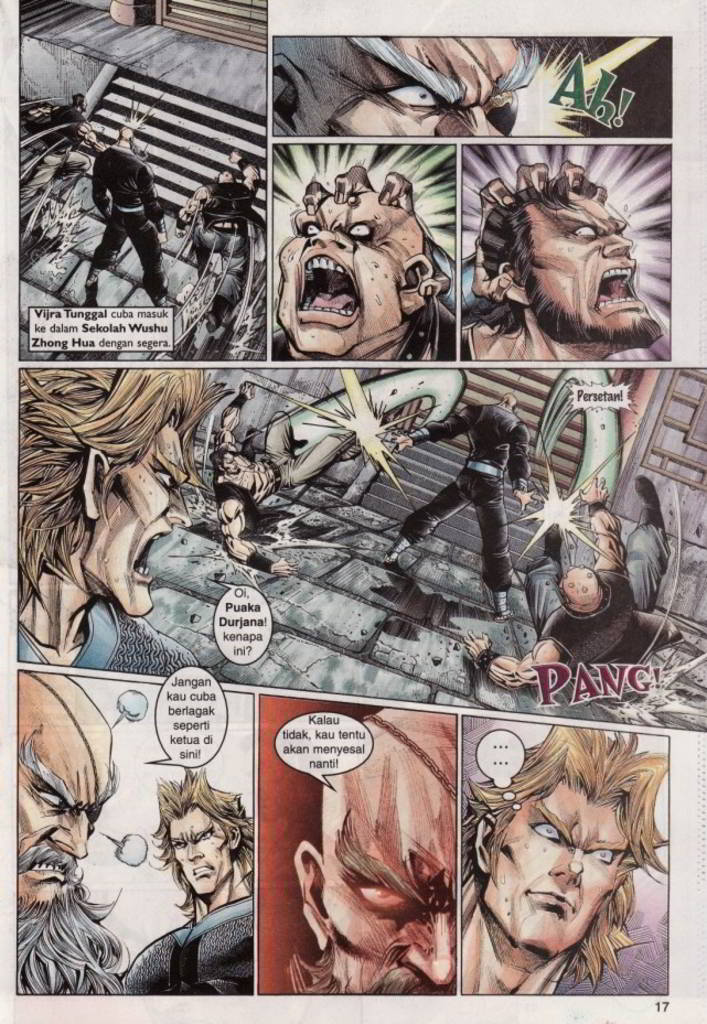 Vijra Tunggal cuba masuk
ke dalam Sekolah Wushu
Zhong Hua dengan segera.
Ah!
Persetan!
Oi,
Puaka
Durjana!
kenapa
ini?
PANG!
Jangan
kau cuba
berlagak
seperti
ketua di
sini!
Kalau
tidak, kau tentu
akan menyesal
nanti!
...
...
17